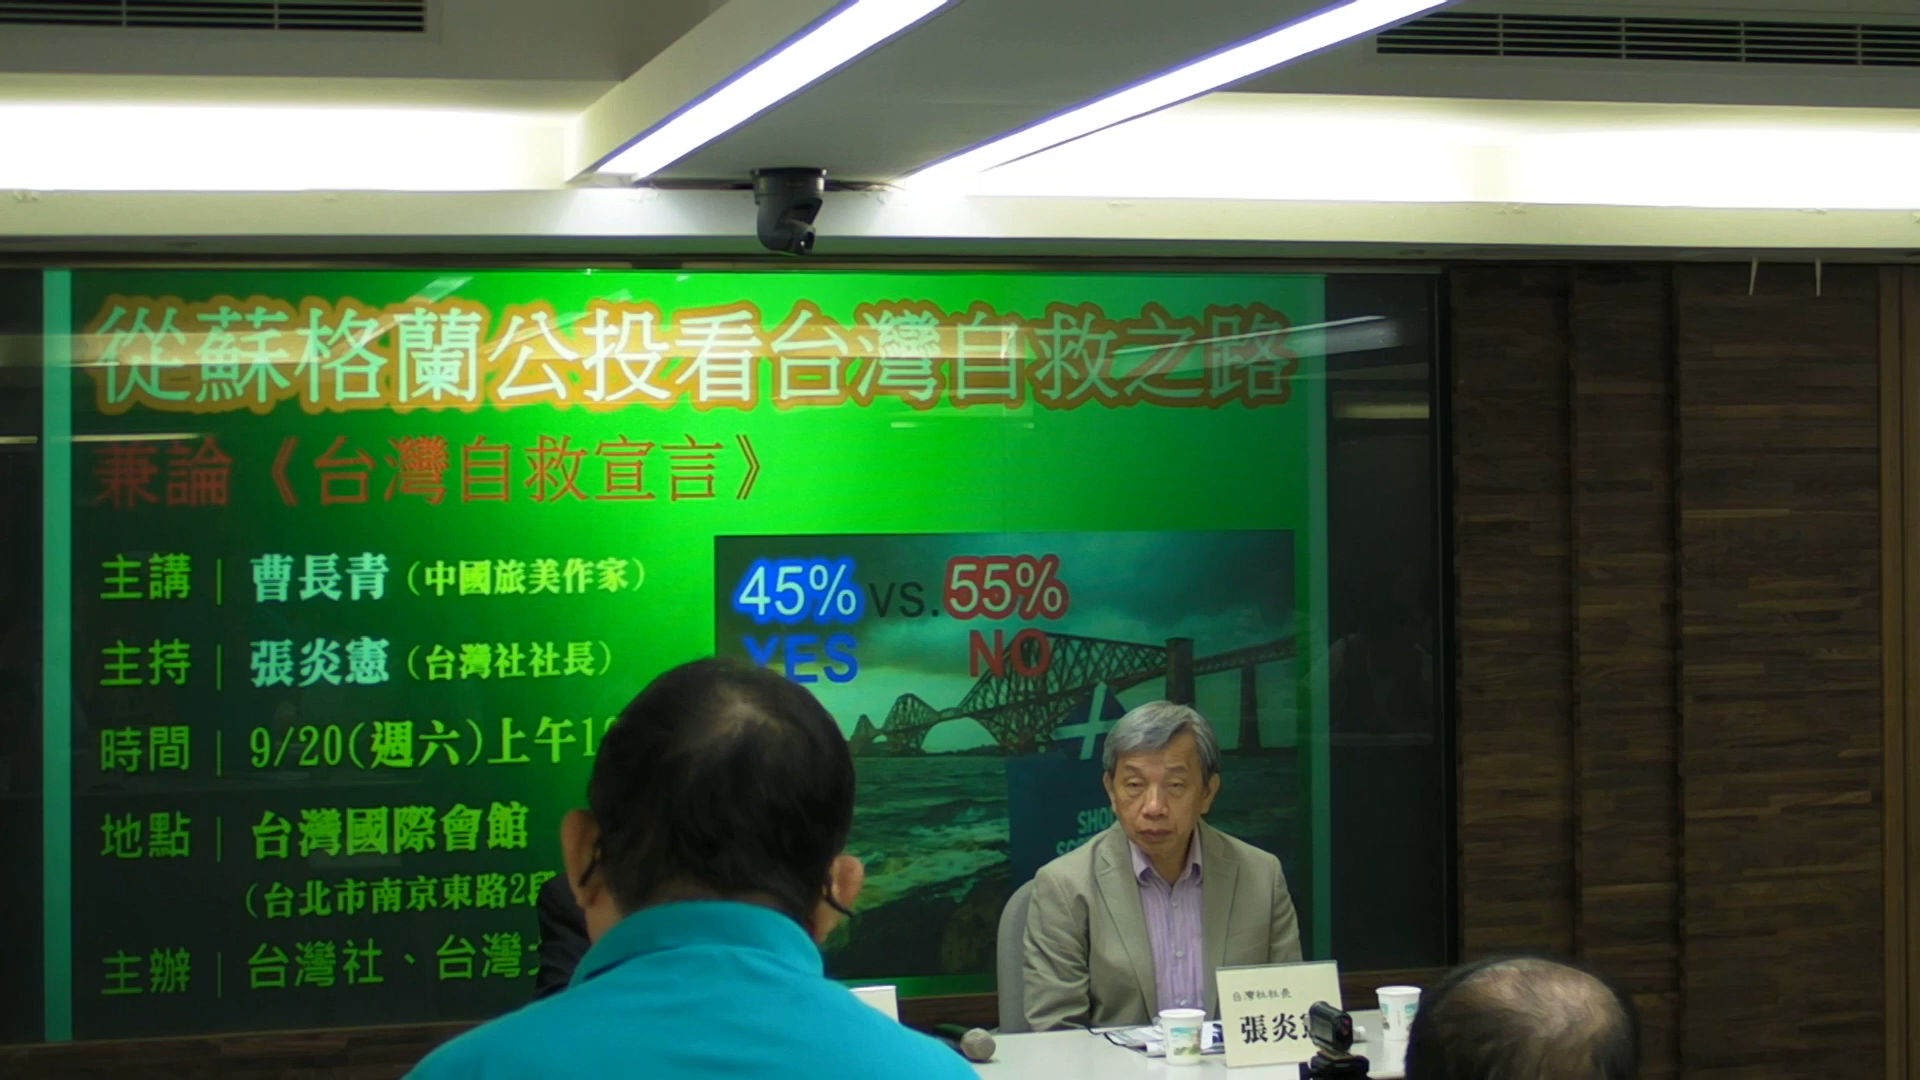 從蘇格蘭公投看台灣自救之路
兼論《台灣自救宣言》
主講｜曹長青（中國旅美作家）
主持｜張炎憲（台灣社社長）
時間｜9/20(週六)上午1
地點｜台灣國際會館
（台北市南京東路2段
主辦｜台灣社、台灣
45% vs. 55%
YES NO
台灣社社長
張炎